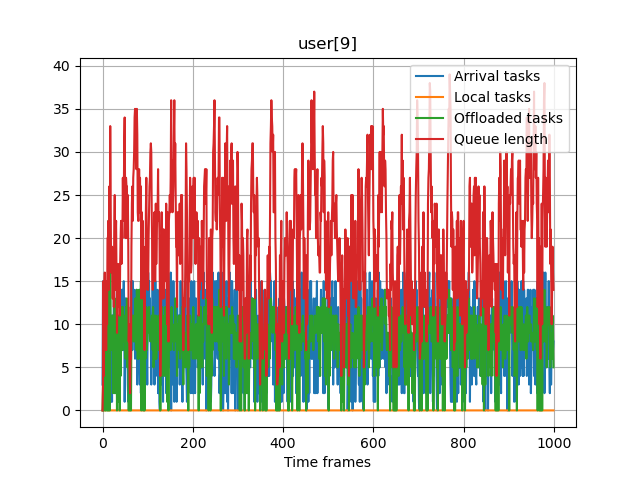 user[9]
40
35
30
25
20
15
10
5
0
Arrival tasks
Local tasks
Offloaded tasks
Queue length
0
200
400
600
800
1000
Time frames